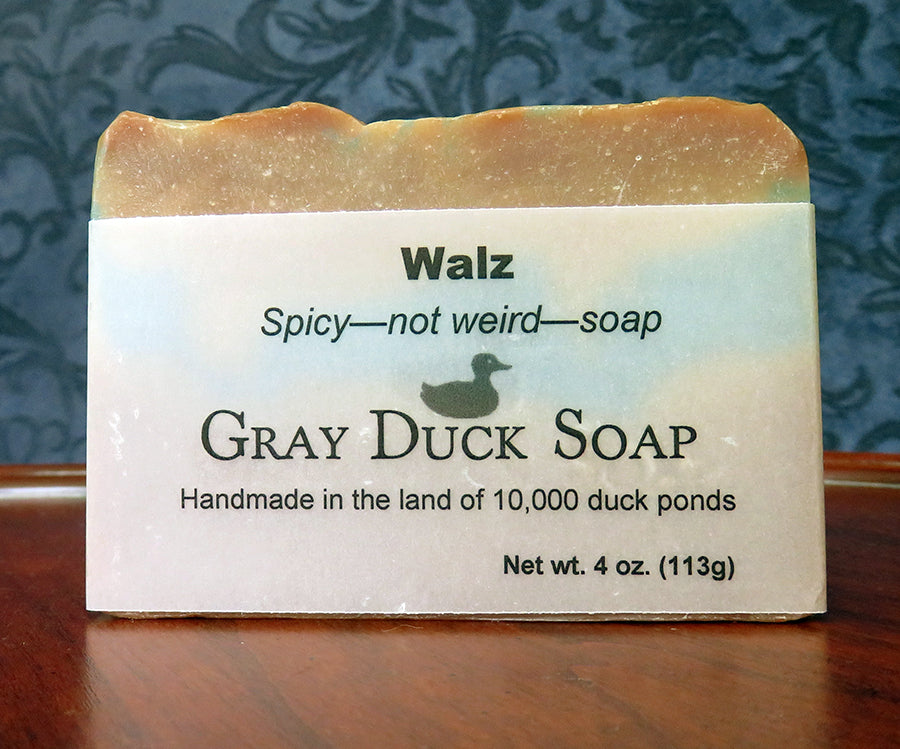 Walz
Spicy—not weird—soap
Gray Duck Soap
Handmade in the land of 10,000 duck ponds
Net wt. 4 oz. (113g)